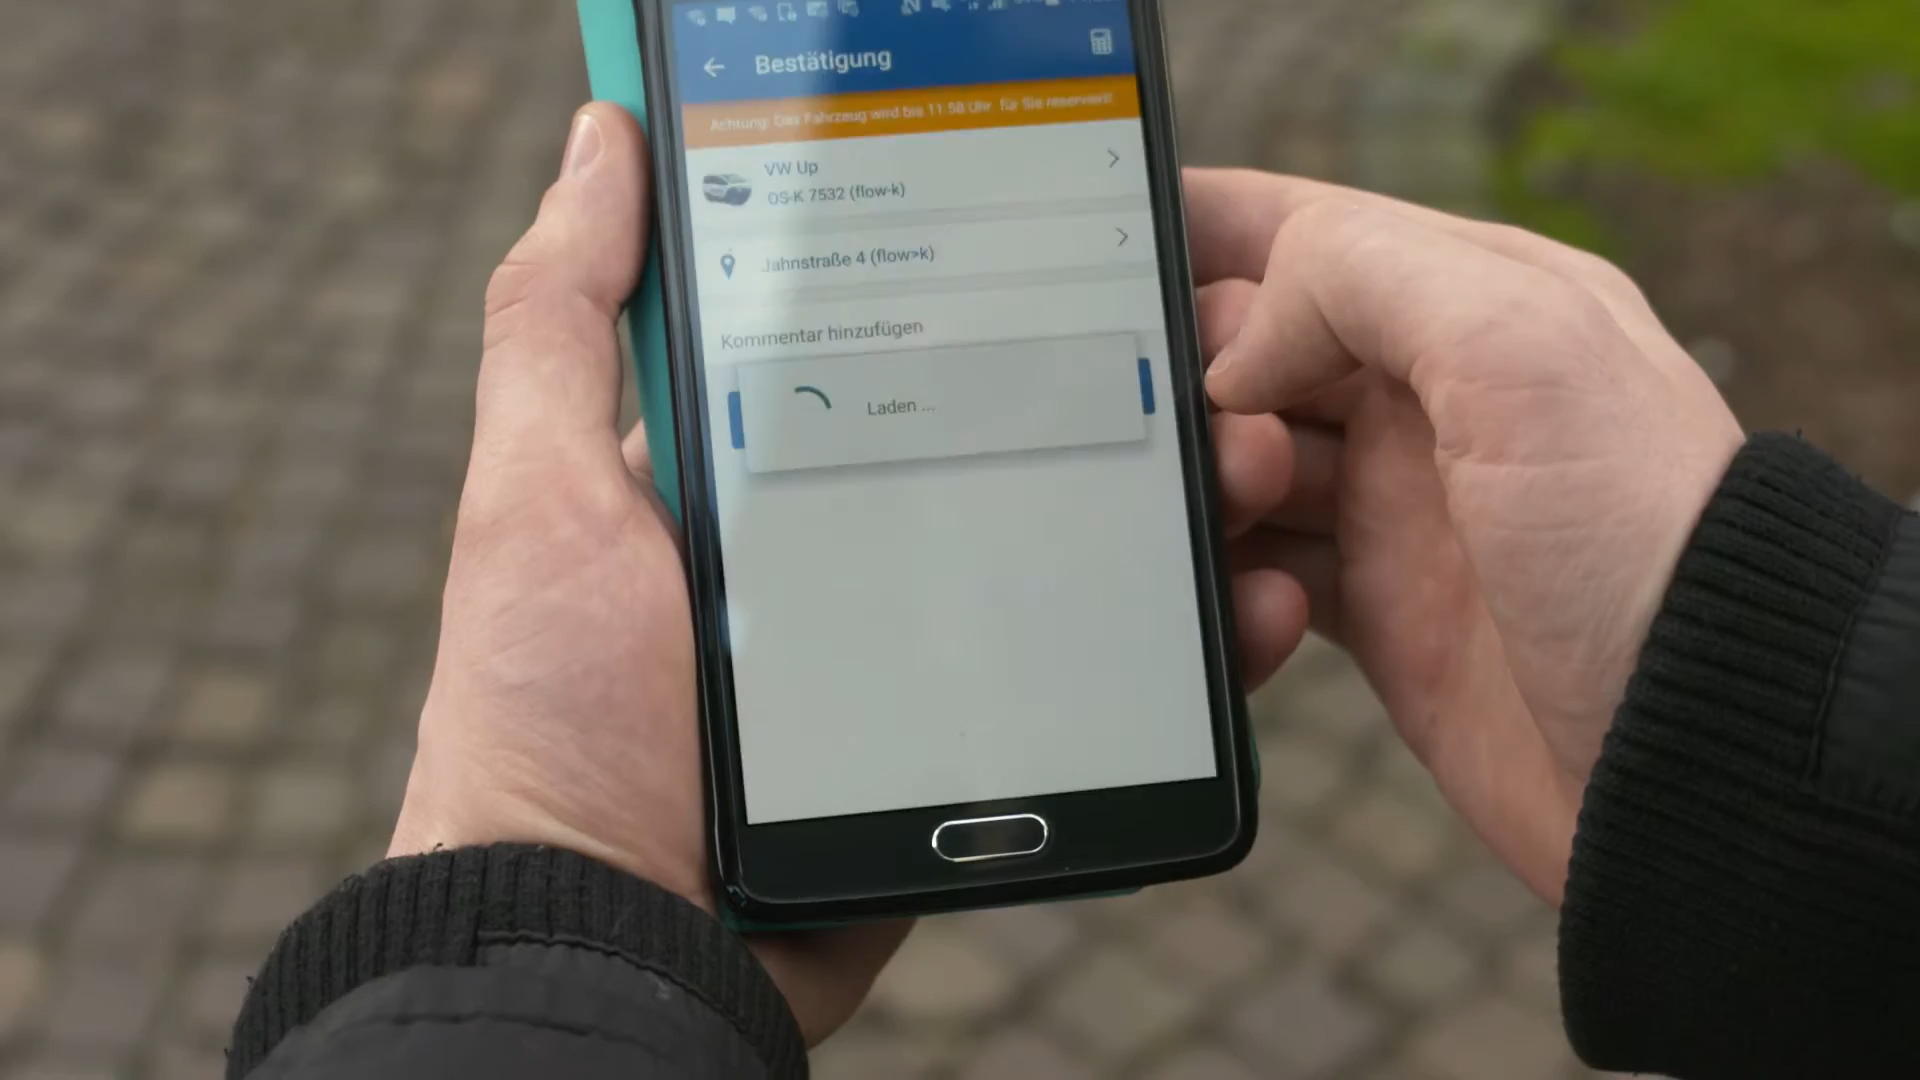 Bestätigung
Achtung: Das Fahrzeug wird bis 11:58 Uhr für Sie reserviert!
VW Up
OS-K 7532 (flow-k)
Jahnstraße 4 (flow>k)
Kommentar hinzufügen
Laden ...